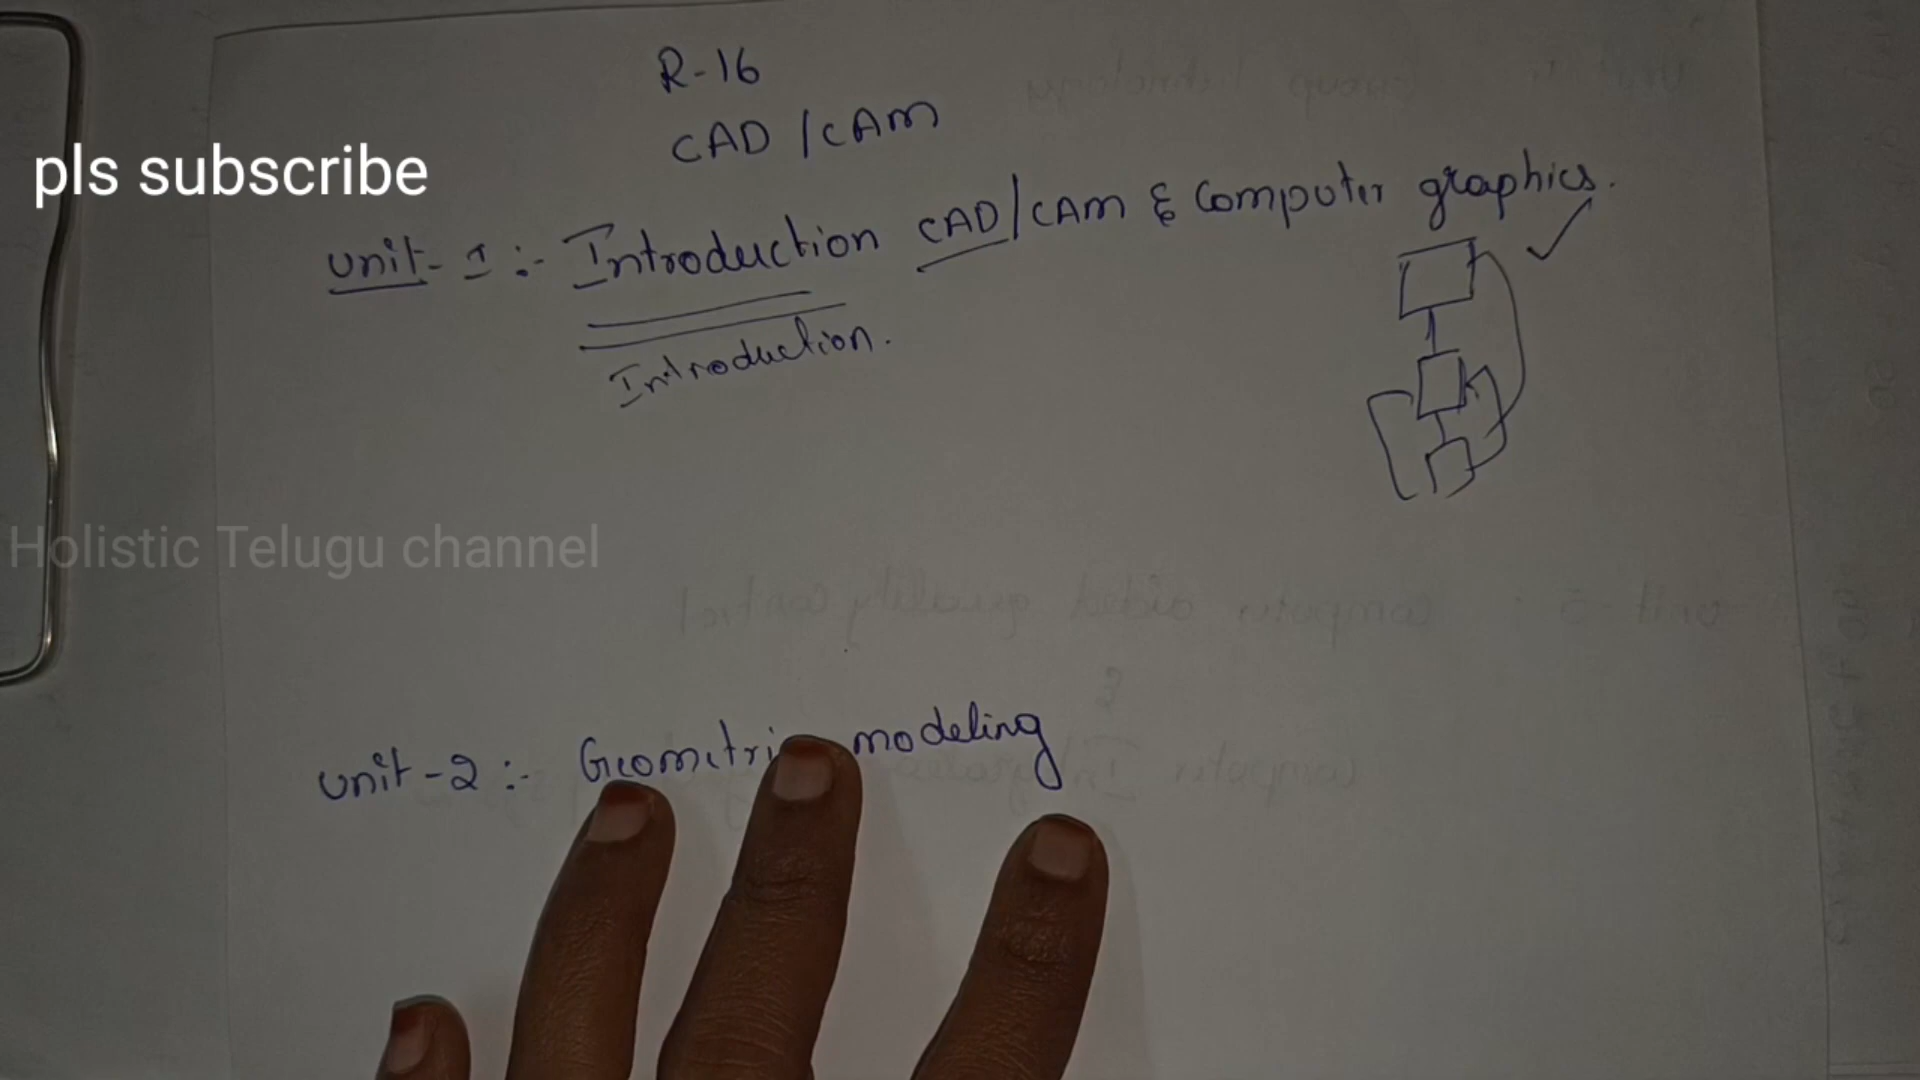 R-16
CAD / CAM
pls subscribe
unit-1 :- Introduction CAD/CAM & Computer graphics.
Introduction.
Holistic Telugu channel
unit-2 :- Geometric modeling